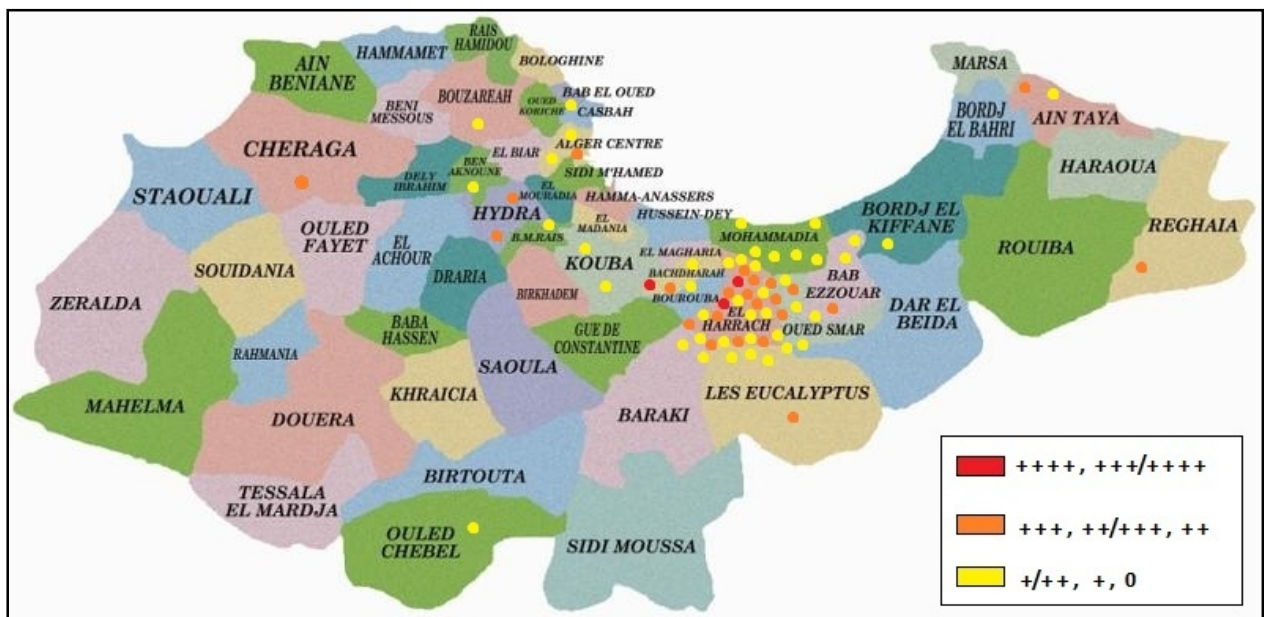 RAIS
HAMIDOU
HAMMAMET
BOLOGHINE
AIN
BENIANE
BOUZAREAH
BENI
MESSOUS
OUED
KORICHE
BAB EL OUED
CASBAH
CHERAGA
EL BIAR
ALGER CENTRE
BEN
AKNOUNE
DELY
IBRAHIM
SIDI M'HAMED
EL
MOURADIA
HAMMA-ANASSERS
STAOUALI
HYDRA
EL
MADANIA
HUSSEIN-DEY
OULED
FAYET
EL
ACHOUR
B.M.RAIS
KOUBA
EL MAGHARIA
BACHDHARAH
BOUROUBA
MOHAMMADIA
SOUIDANIA
DRARIA
BIRKHADEM
ZERALDA
BAB
EZZOUAR
EL
HARRACH
OUED SMAR
DAR EL
BEIDA
BORDJ EL
KIFFANE
MARSA
BORDJ
EL BAHRI
AIN TAYA
HARAOUA
REGHAIA
ROUIBA
BABA
HASSEN
GUE DE
CONSTANTINE
RAHMANIA
SAOULA
MAHELMA
DOUERA
KHRAICIA
BARAKI
LES EUCALYPTUS
TESSALA
EL MARDJA
BIRTOUTA
OULED
CHEBEL
SIDI MOUSSA
++++, +++/++++
+++, ++/+++, ++
+/++, +, 0